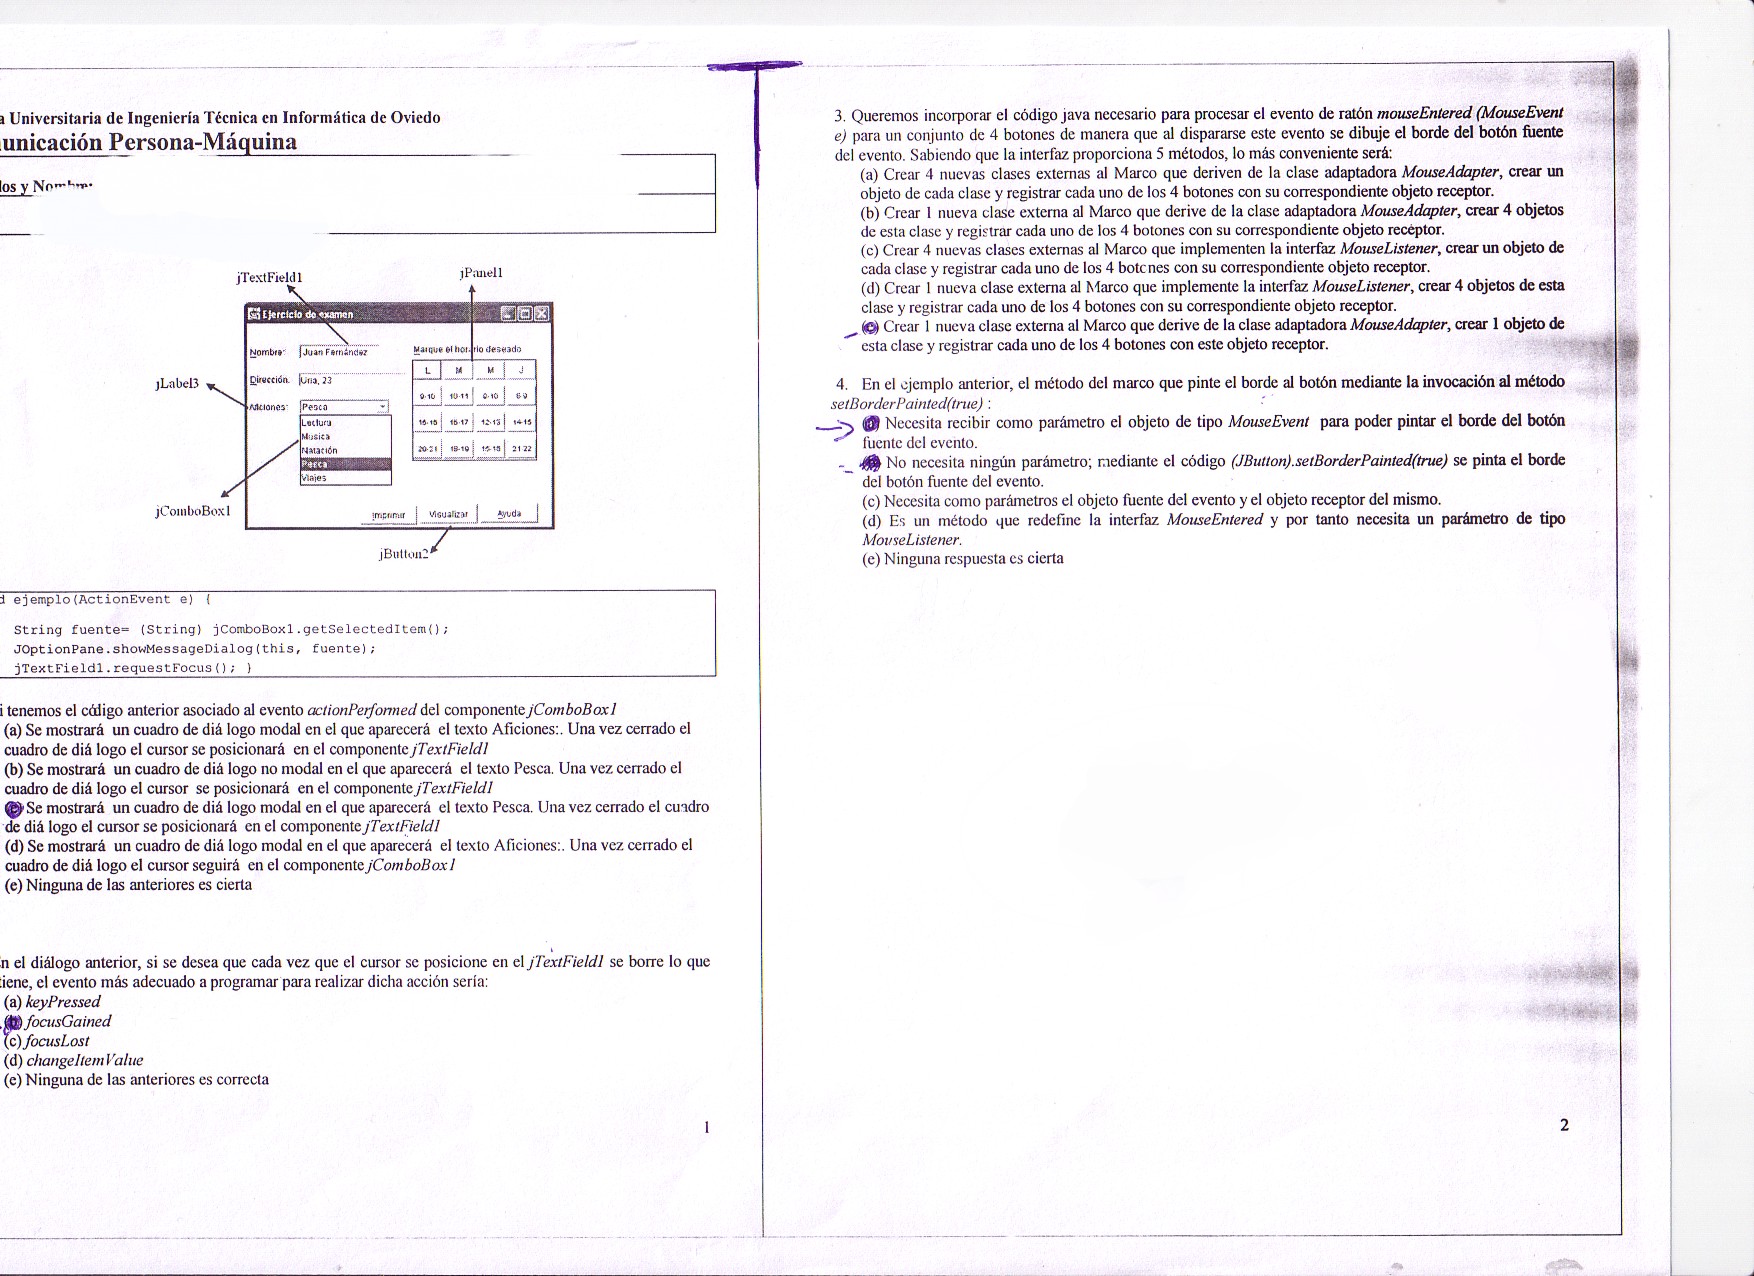 a Universitaria de Ingeniería Técnica en Informática de Oviedo
unicación Persona-Máquina
los y Nombre:
jTextField1
jPanel1
Ejercicio de examen
Nombre:
Juan Fernández
Marque el horario deseado
Dirección.
Uria, 23
L M M J
jLabel3
Aficiones:
Pesca
9-10 10-11 9-10 8-9
Lectura
15-16 16-17 12-13 14-15
Musica
Natación
20-21 18-19 15-16 21-22
Pesca
Viajes
jComboBox1
Imprimir
Visualizar
Ayuda
jButton2
d ejemplo(ActionEvent e) {
String fuente= (String) jComboBox1.getSelectedItem();
JOptionPane.showMessageDialog(this, fuente);
jTextField1.requestFocus(); }
i tenemos el código anterior asociado al evento actionPerformed del componente jComboBox1
(a) Se mostrará un cuadro de diá logo modal en el que aparecerá el texto Aficiones:. Una vez cerrado el
cuadro de diá logo el cursor se posicionará en el componente jTextField1
(b) Se mostrará un cuadro de diá logo no modal en el que aparecerá el texto Pesca. Una vez cerrado el
cuadro de diá logo el cursor se posicionará en el componente jTextField1
(c) Se mostrará un cuadro de diá logo modal en el que aparecerá el texto Pesca. Una vez cerrado el cuadro
de diá logo el cursor se posicionará en el componente jTextField1
(d) Se mostrará un cuadro de diá logo modal en el que aparecerá el texto Aficiones:. Una vez cerrado el
cuadro de diá logo el cursor seguirá en el componente jComboBox1
(e) Ninguna de las anteriores es cierta
n el diálogo anterior, si se desea que cada vez que el cursor se posicione en el jTextField1 se borre lo que
tiene, el evento más adecuado a programar para realizar dicha acción sería:
(a) keyPressed
(b) focusGained
(c) focusLost
(d) changeItemValue
(e) Ninguna de las anteriores es correcta
1
3. Queremos incorporar el código java necesario para procesar el evento de ratón mouseEntered (MouseEvent
e) para un conjunto de 4 botones de manera que al dispararse este evento se dibuje el borde del botón fuente
del evento. Sabiendo que la interfaz proporciona 5 métodos, lo más conveniente será:
(a) Crear 4 nuevas clases externas al Marco que deriven de la clase adaptadora MouseAdapter, crear un
objeto de cada clase y registrar cada uno de los 4 botones con su correspondiente objeto receptor.
(b) Crear 1 nueva clase externa al Marco que derive de la clase adaptadora MouseAdapter, crear 4 objetos
de esta clase y registrar cada uno de los 4 botones con su correspondiente objeto receptor.
(c) Crear 4 nuevas clases externas al Marco que implementen la interfaz MouseListener, crear un objeto de
cada clase y registrar cada uno de los 4 botones con su correspondiente objeto receptor.
(d) Crear 1 nueva clase externa al Marco que implemente la interfaz MouseListener, crear 4 objetos de esta
clase y registrar cada uno de los 4 botones con su correspondiente objeto receptor.
(e) Crear 1 nueva clase externa al Marco que derive de la clase adaptadora MouseAdapter, crear 1 objeto de
esta clase y registrar cada uno de los 4 botones con este objeto receptor.
4. En el ejemplo anterior, el método del marco que pinte el borde al botón mediante la invocación al método
setBorderPainted(true) :
(a) Necesita recibir como parámetro el objeto de tipo MouseEvent para poder pintar el borde del botón
fuente del evento.
No necesita ningún parámetro; mediante el código (JButton).setBorderPainted(true) se pinta el borde
del botón fuente del evento.
(c) Necesita como parámetros el objeto fuente del evento y el objeto receptor del mismo.
(d) Es un método que redefine la interfaz MouseEntered y por tanto necesita un parámetro de tipo
MouseListener.
(e) Ninguna respuesta es cierta
2